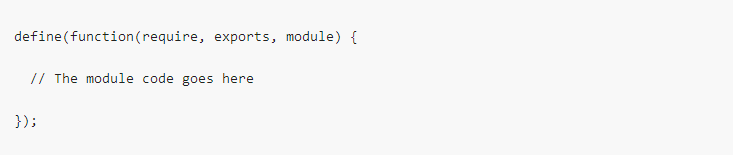 define(function(require, exports, module) {
// The module code goes here
});